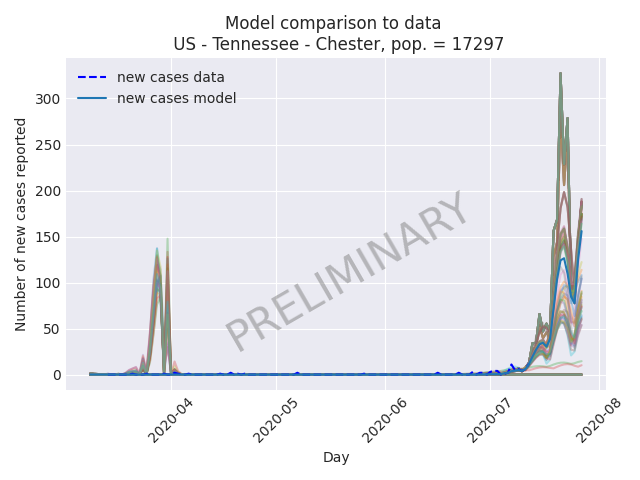 Model comparison to data
US - Tennessee - Chester, pop. = 17297
new cases data
new cases model
Number of new cases reported
300
250
200
150
100
50
0
PRELIMINARY
2020-04
2020-05
2020-06
2020-07
2020-08
Day